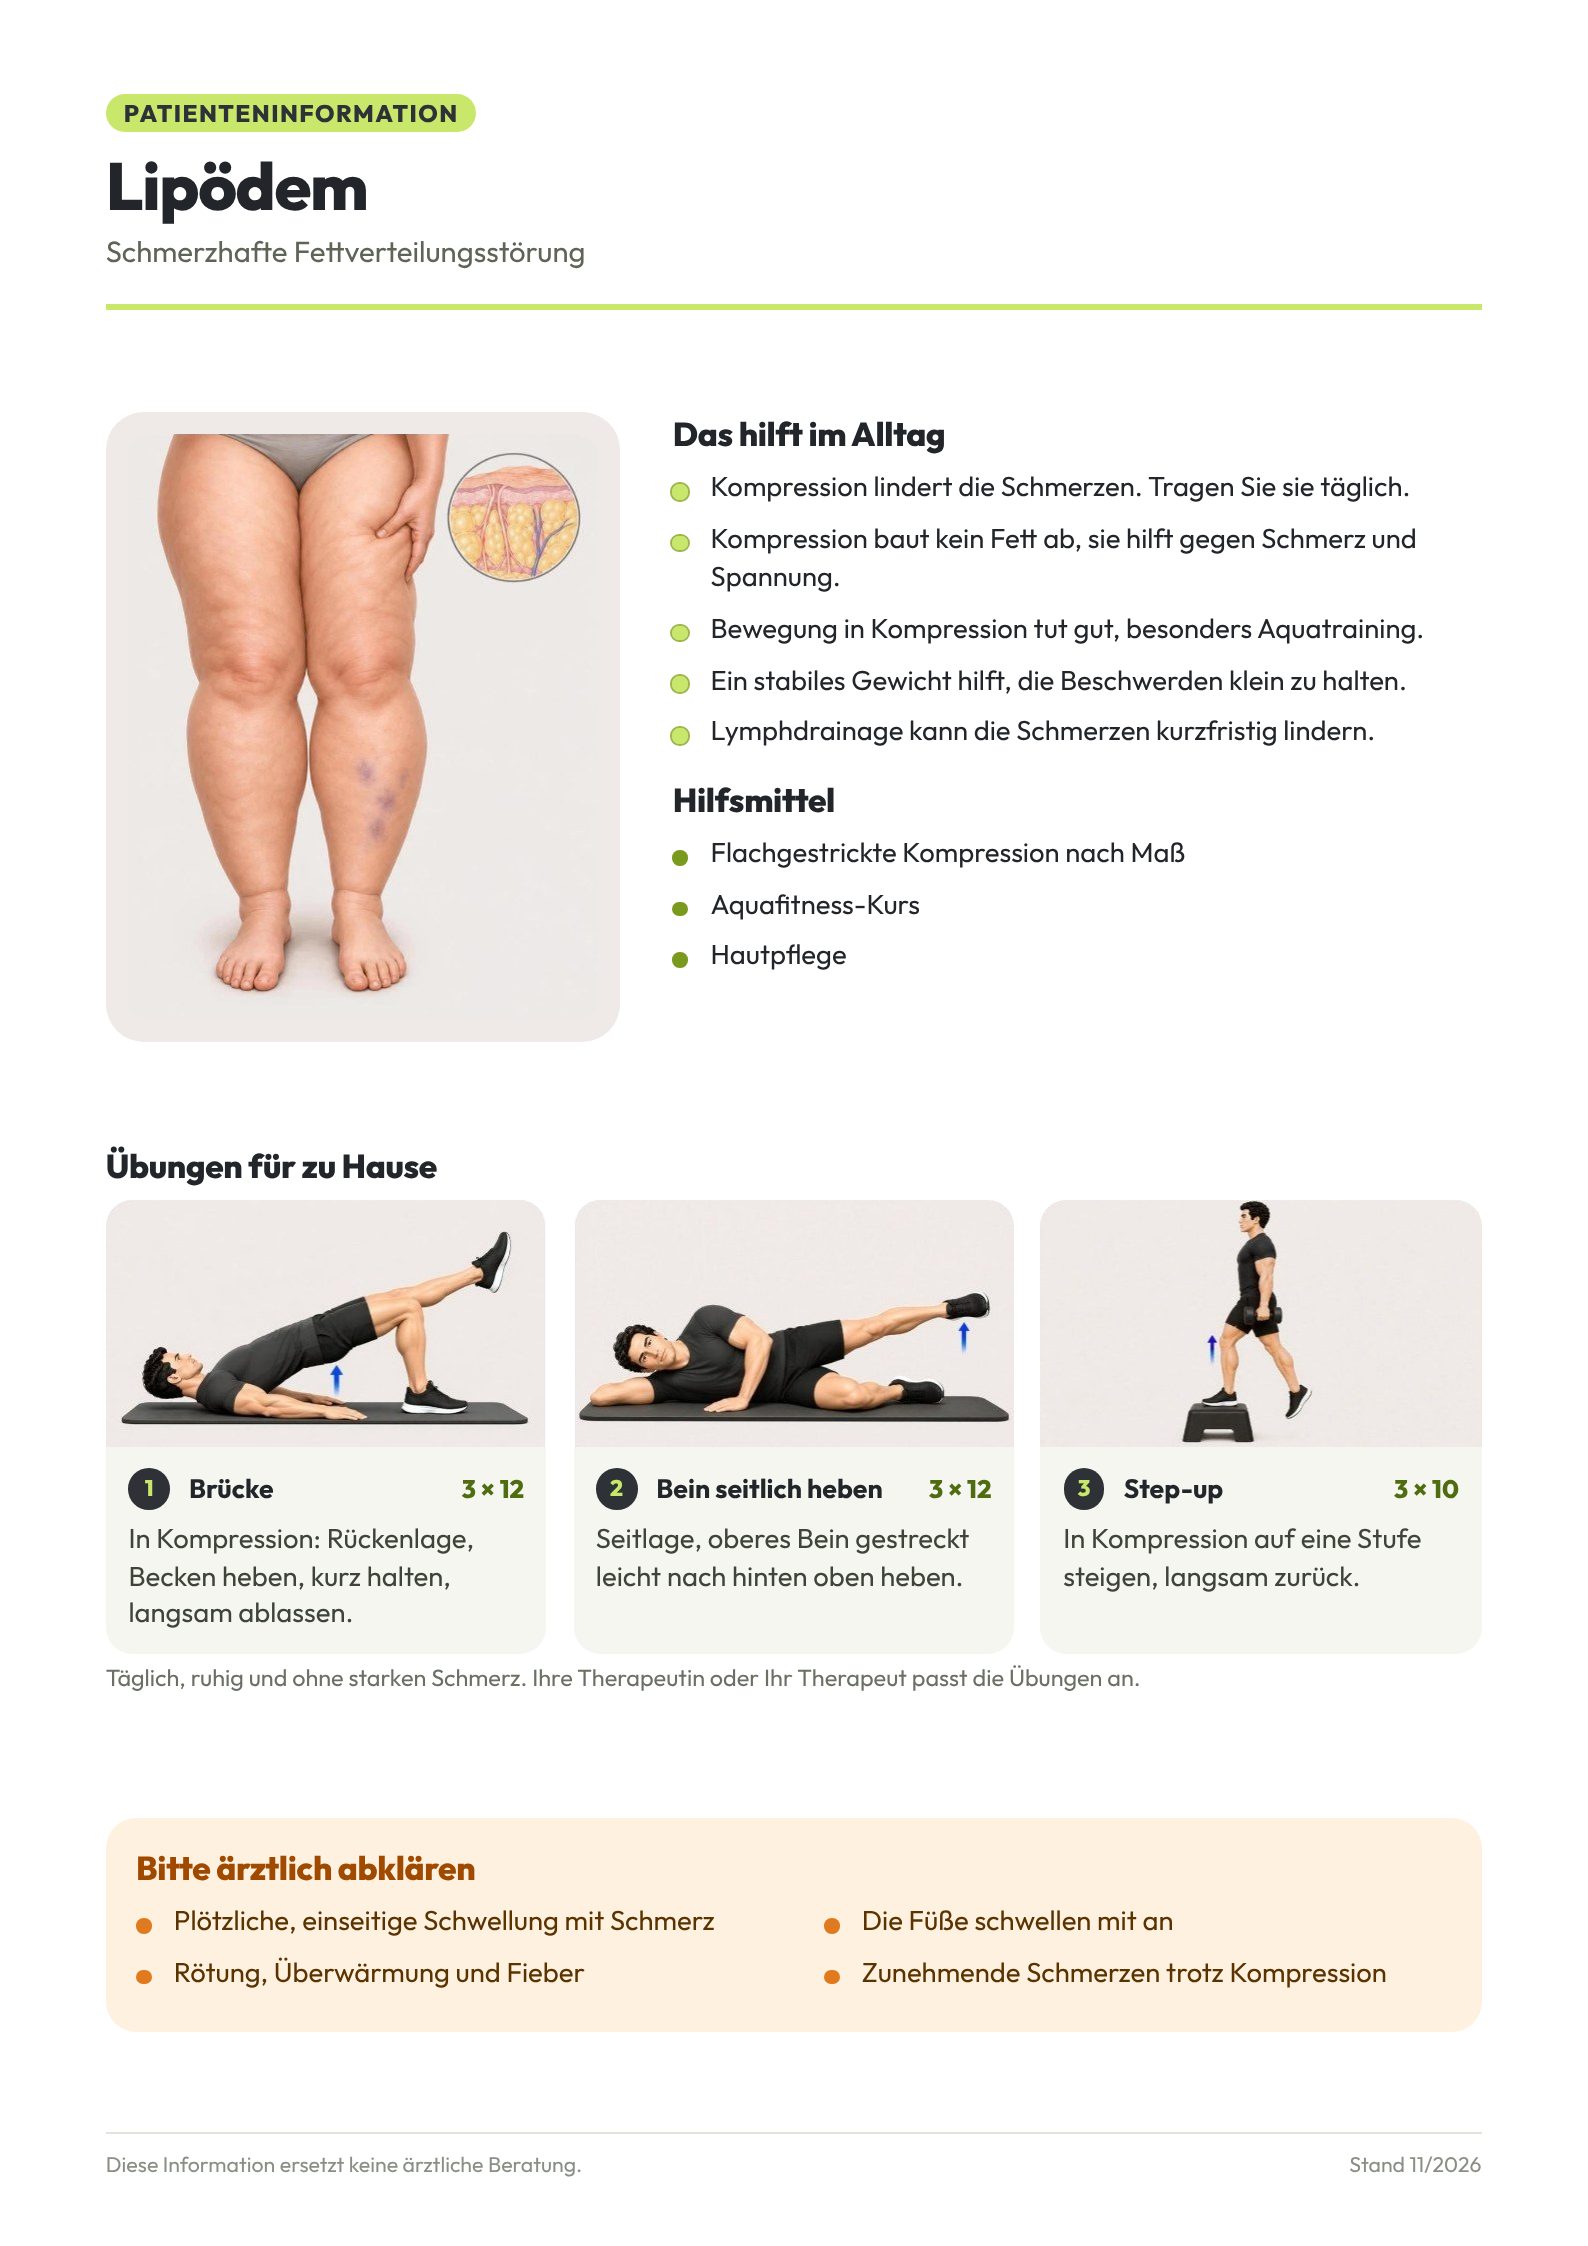 PATIENTENINFORMATION
Lipödem
Schmerzhafte Fettverteilungsstörung
Das hilft im Alltag
Kompression lindert die Schmerzen. Tragen Sie sie täglich.
Kompression baut kein Fett ab, sie hilft gegen Schmerz und
Spannung.
Bewegung in Kompression tut gut, besonders Aquatraining.
Ein stabiles Gewicht hilft, die Beschwerden klein zu halten.
Lymphdrainage kann die Schmerzen kurzfristig lindern.
Hilfsmittel
Flachgestrickte Kompression nach Maß
Aquafitness-Kurs
Hautpflege
Übungen für zu Hause
1 Brücke 3 × 12
In Kompression: Rückenlage,
Becken heben, kurz halten,
langsam ablassen.
2 Bein seitlich heben 3 × 12
Seitlage, oberes Bein gestreckt
leicht nach hinten oben heben.
3 Step-up 3 × 10
In Kompression auf eine Stufe
steigen, langsam zurück.
Täglich, ruhig und ohne starken Schmerz. Ihre Therapeutin oder Ihr Therapeut passt die Übungen an.
Bitte ärztlich abklären
Plötzliche, einseitige Schwellung mit Schmerz
Rötung, Überwärmung und Fieber
Die Füße schwellen mit an
Zunehmende Schmerzen trotz Kompression
Diese Information ersetzt keine ärztliche Beratung.
Stand 11/2026